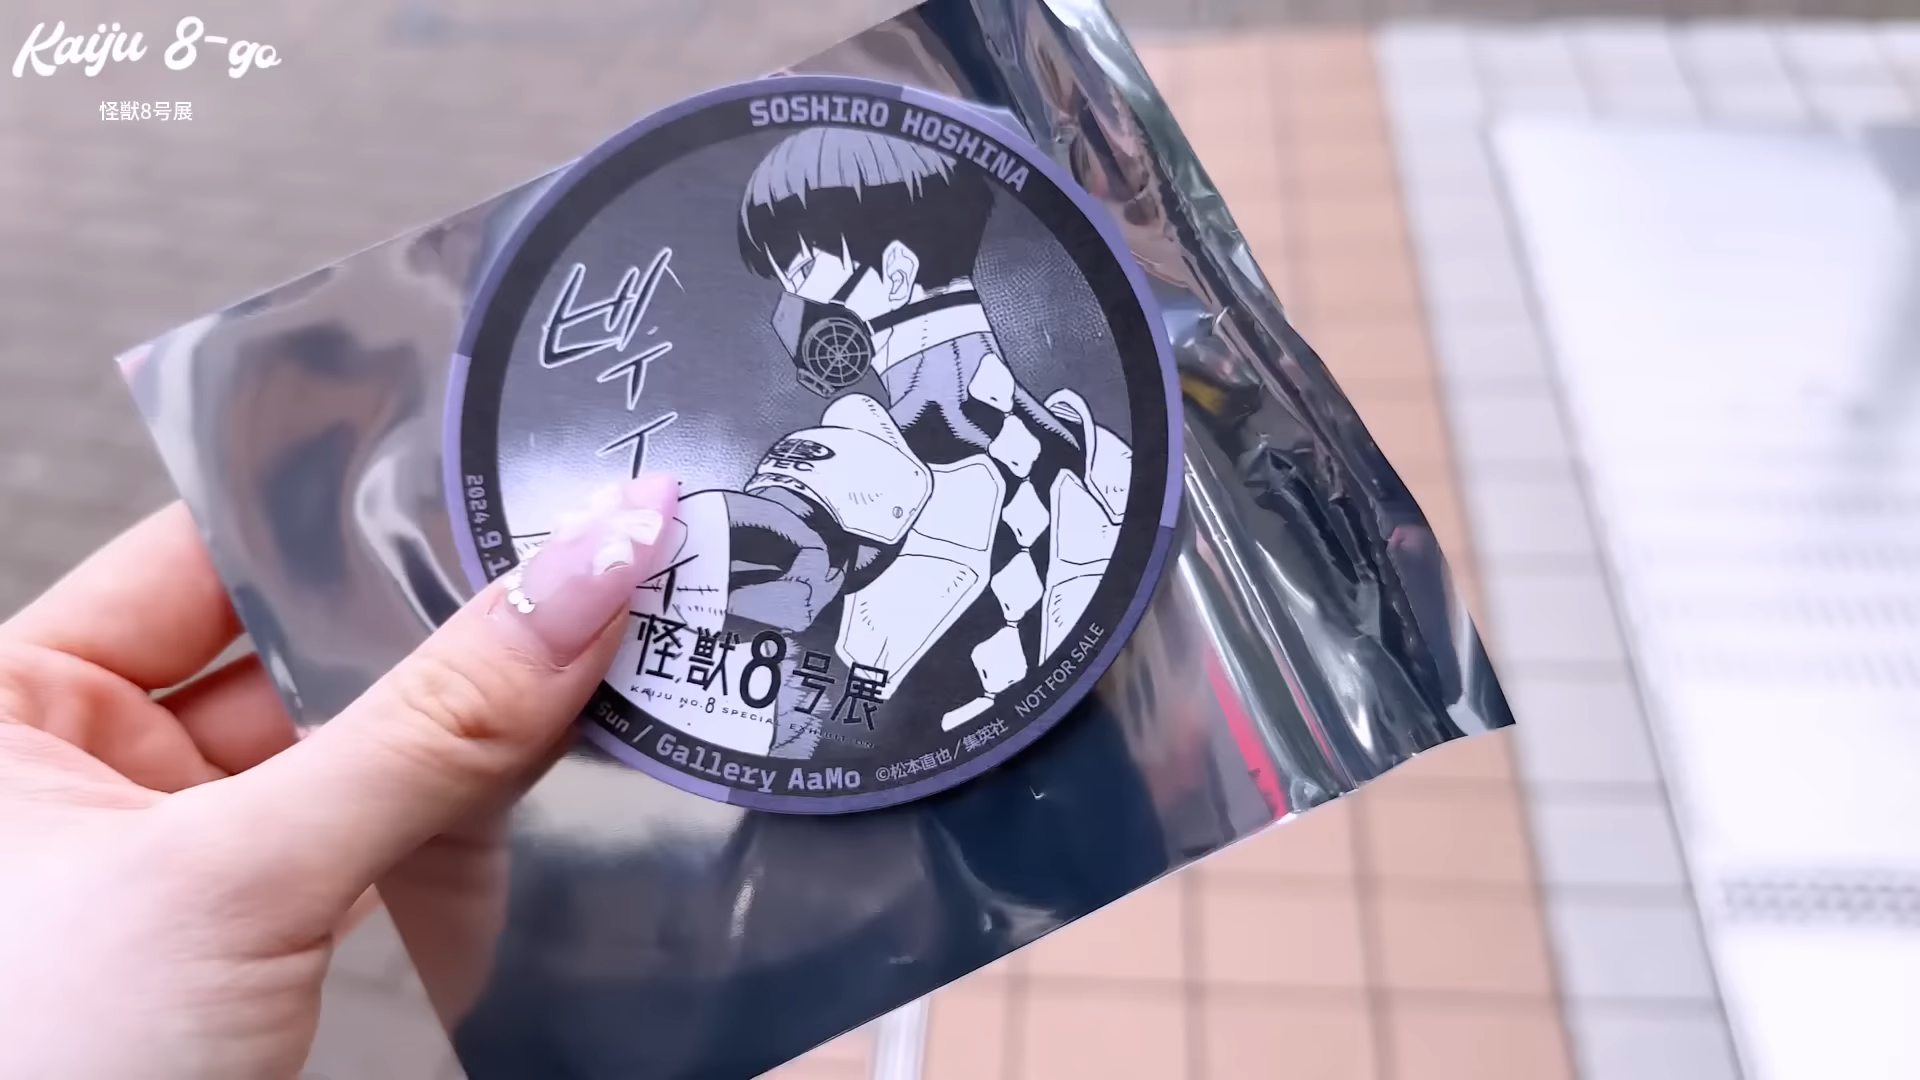 Kaiju 8-go
怪獣8号展
SOSHIRO HOSHINA
2024.9.1
怪獣8号展
KAIJU NO.8 SPECIAL EXHIBITION
Sun / Gallery AaMo
©松本直也/集英社
NOT FOR SALE